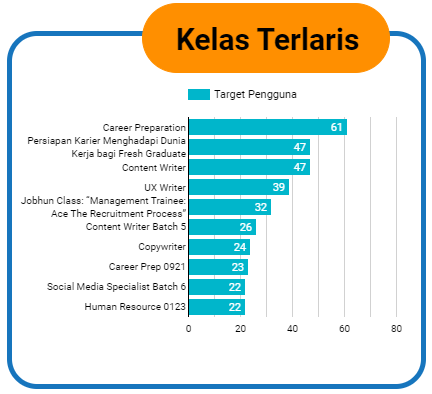 Kelas Terlaris
Target Pengguna
Career Preparation 61
Persiapan Karier Menghadapi Dunia
Kerja bagi Fresh Graduate 47
Content Writer 47
UX Writer 39
Jobhun Class: “Management Trainee:
Ace The Recruitment Process” 32
Content Writer Batch 5 26
Copywriter 24
Career Prep 0921 23
Social Media Specialist Batch 6 22
Human Resource 0123 22
0 20 40 60 80